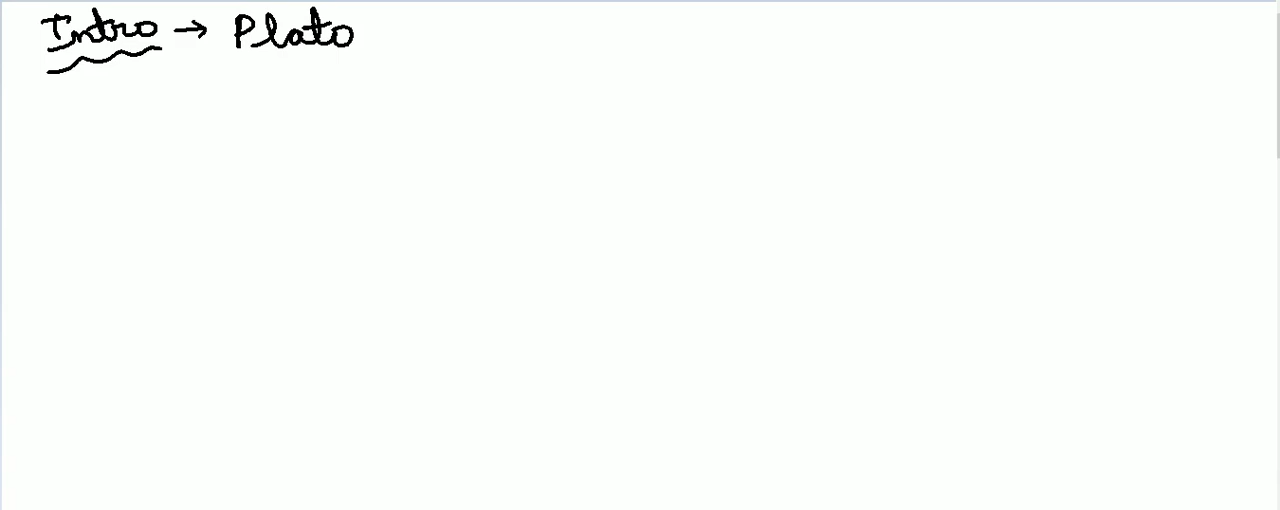 Intro → Plato